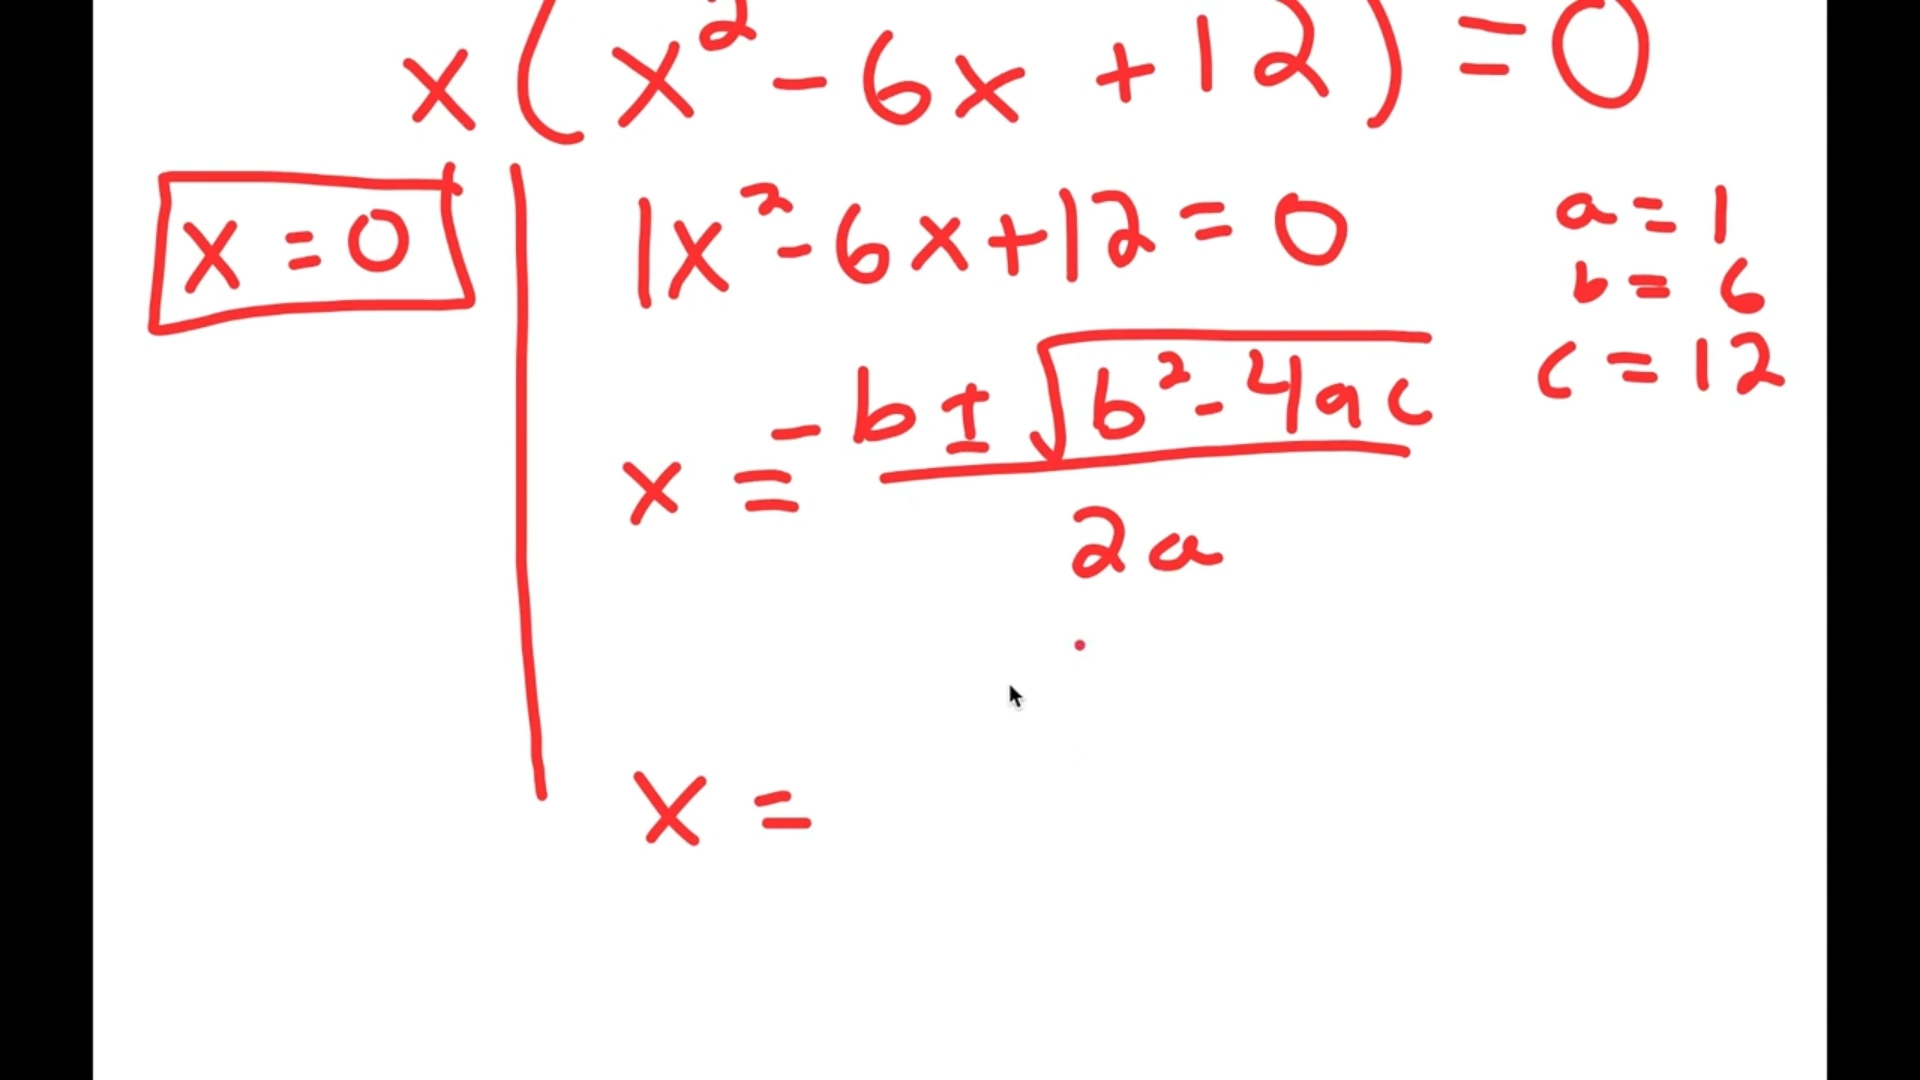 x(x² - 6x + 12) = 0
x = 0
1x² - 6x + 12 = 0
a = 1
b = 6
c = 12
x = -b ± √(b² - 4ac) / 2a
x =